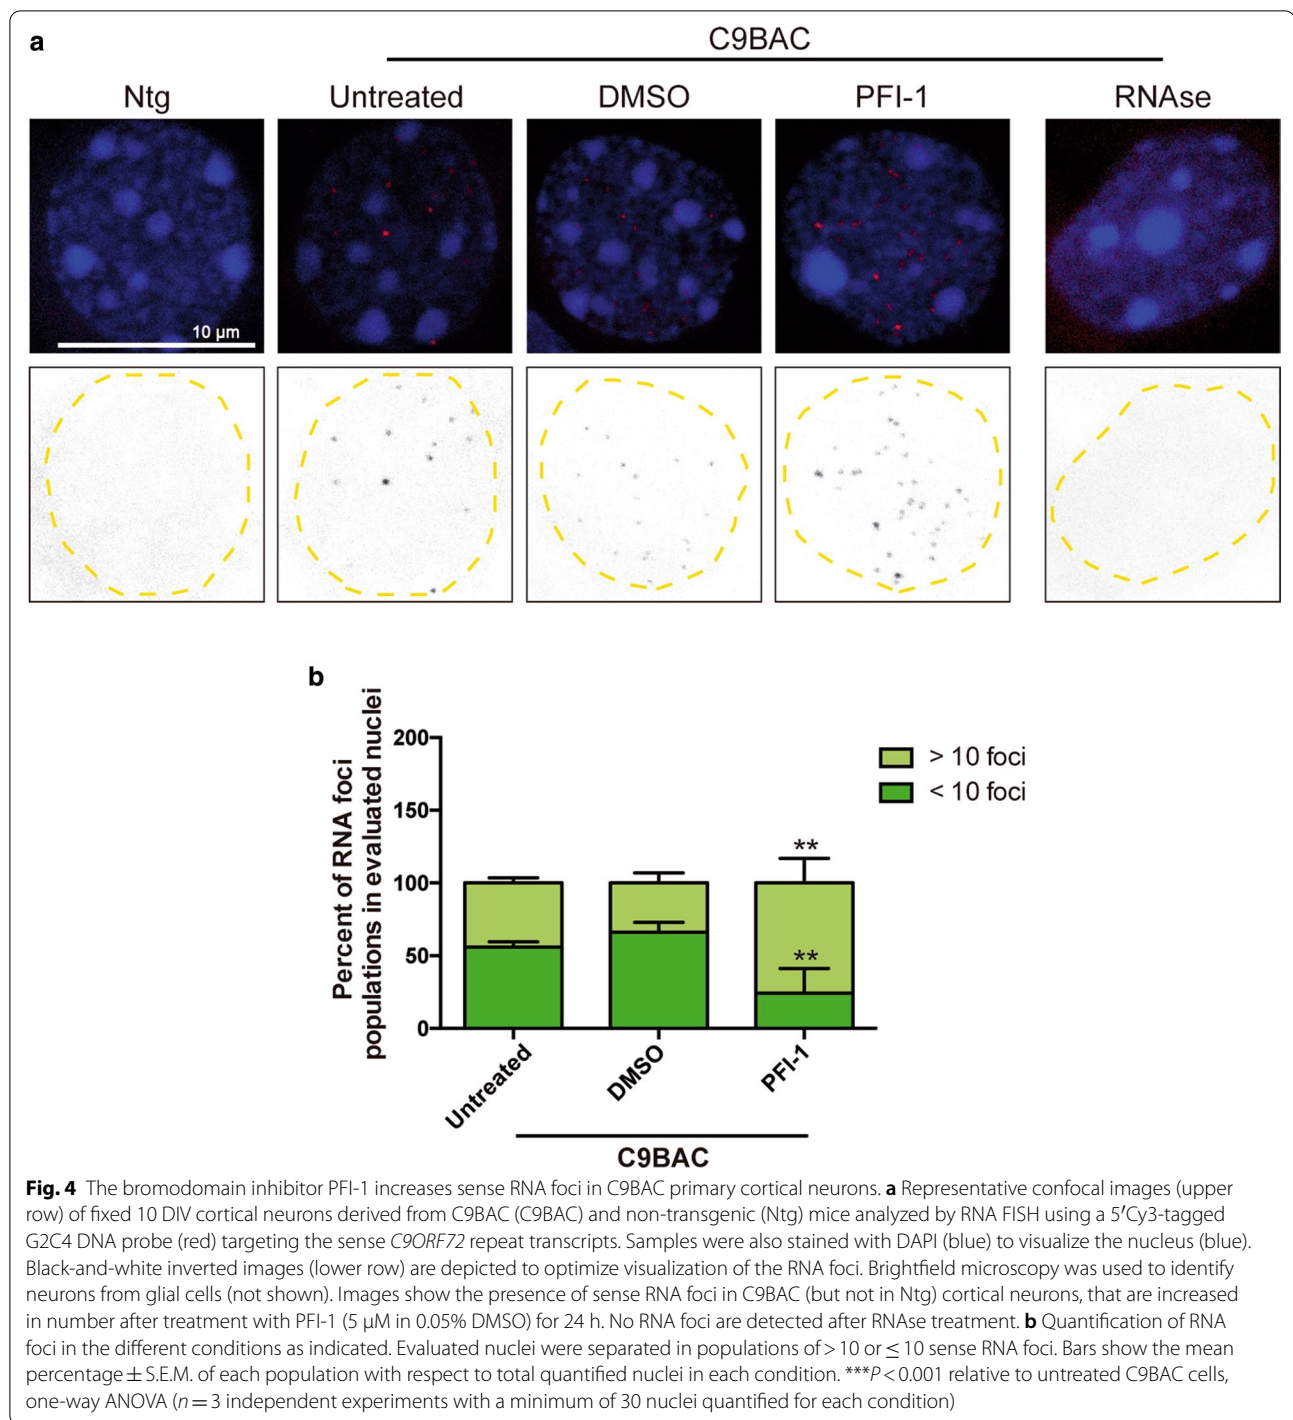 a
C9BAC
Ntg
Untreated
DMSO
PFI-1
RNAse
10 µm
b
Percent of RNA foci
populations in evaluated nuclei
200
150
100
50
0
**
**
> 10 foci
< 10 foci
Untreated
DMSO
PFI-1
C9BAC
Fig. 4 The bromodomain inhibitor PFI-1 increases sense RNA foci in C9BAC primary cortical neurons. a Representative confocal images (upper
row) of fixed 10 DIV cortical neurons derived from C9BAC (C9BAC) and non-transgenic (Ntg) mice analyzed by RNA FISH using a 5′Cy3-tagged
G2C4 DNA probe (red) targeting the sense C9ORF72 repeat transcripts. Samples were also stained with DAPI (blue) to visualize the nucleus (blue).
Black-and-white inverted images (lower row) are depicted to optimize visualization of the RNA foci. Brightfield microscopy was used to identify
neurons from glial cells (not shown). Images show the presence of sense RNA foci in C9BAC (but not in Ntg) cortical neurons, that are increased
in number after treatment with PFI-1 (5 µM in 0.05% DMSO) for 24 h. No RNA foci are detected after RNAse treatment. b Quantification of RNA
foci in the different conditions as indicated. Evaluated nuclei were separated in populations of > 10 or ≤ 10 sense RNA foci. Bars show the mean
percentage ± S.E.M. of each population with respect to total quantified nuclei in each condition. ***P < 0.001 relative to untreated C9BAC cells,
one-way ANOVA (n = 3 independent experiments with a minimum of 30 nuclei quantified for each condition)